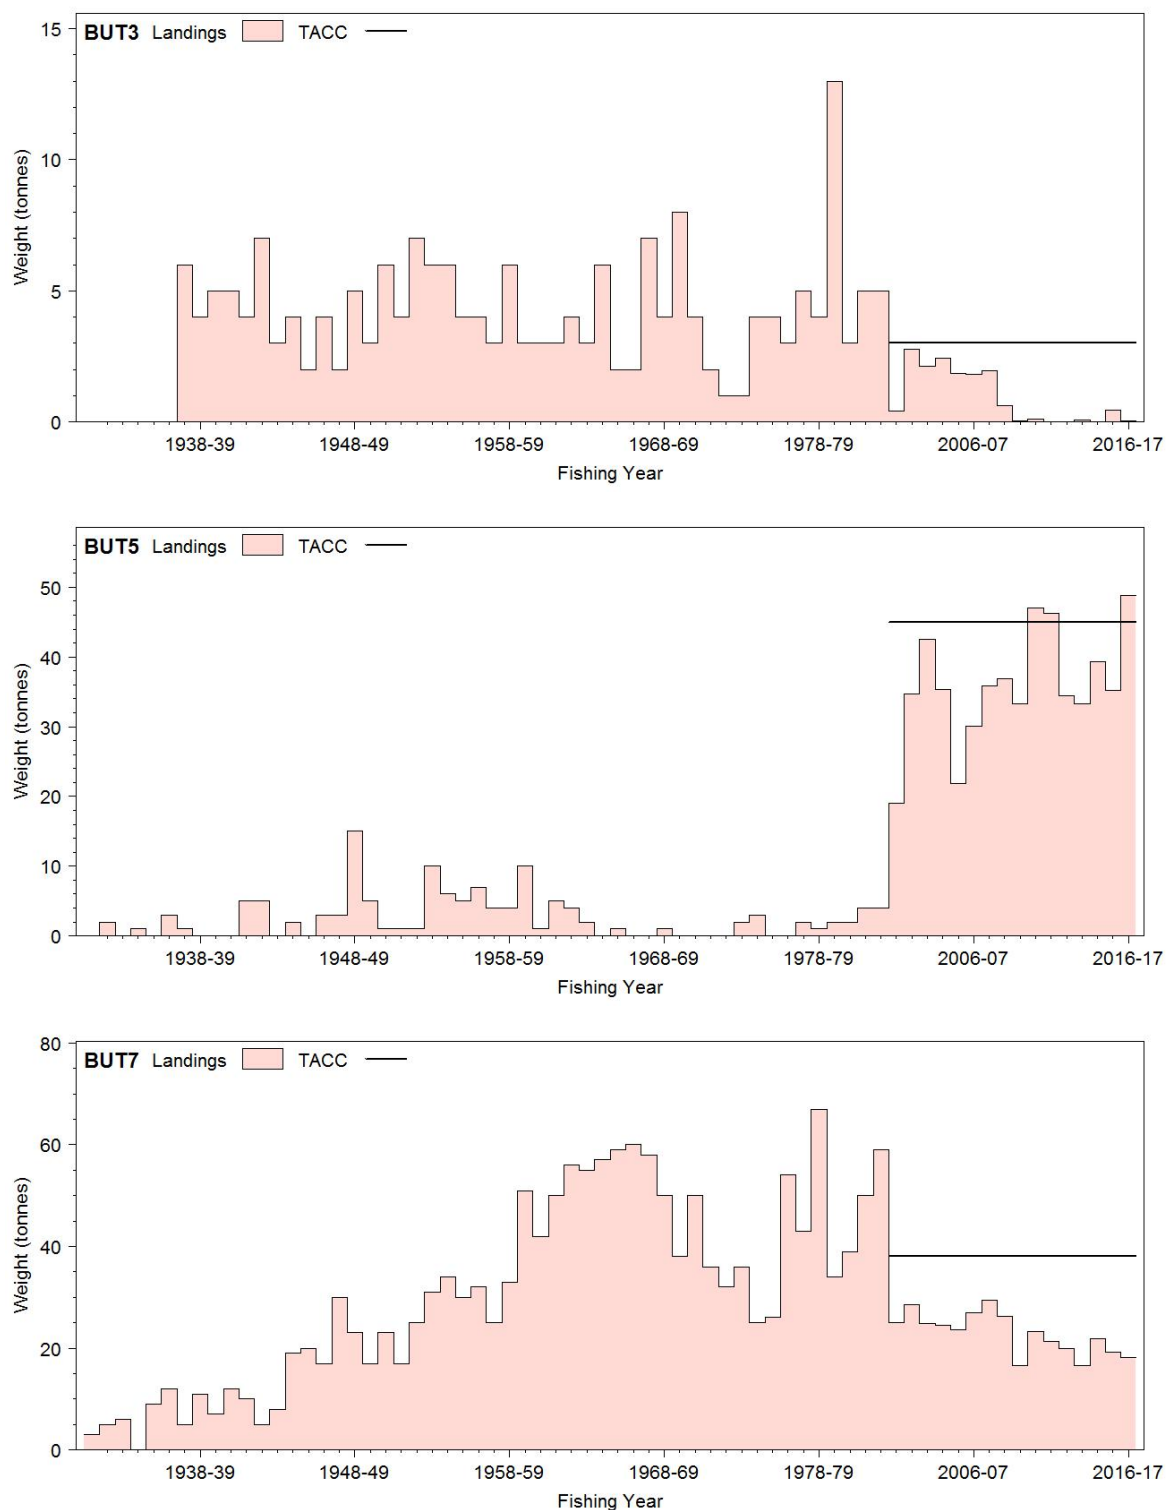 BUT3 Landings TACC
15
10
5
0
Weight (tonnes)
1938-39 1948-49 1958-59 1968-69 1978-79 2006-07 2016-17
Fishing Year
BUT5 Landings TACC
50
40
30
20
10
0
Weight (tonnes)
1938-39 1948-49 1958-59 1968-69 1978-79 2006-07 2016-17
Fishing Year
80
BUT7 Landings TACC
60
40
20
0
Weight (tonnes)
1938-39 1948-49 1958-59 1968-69 1978-79 2006-07 2016-17
Fishing Year